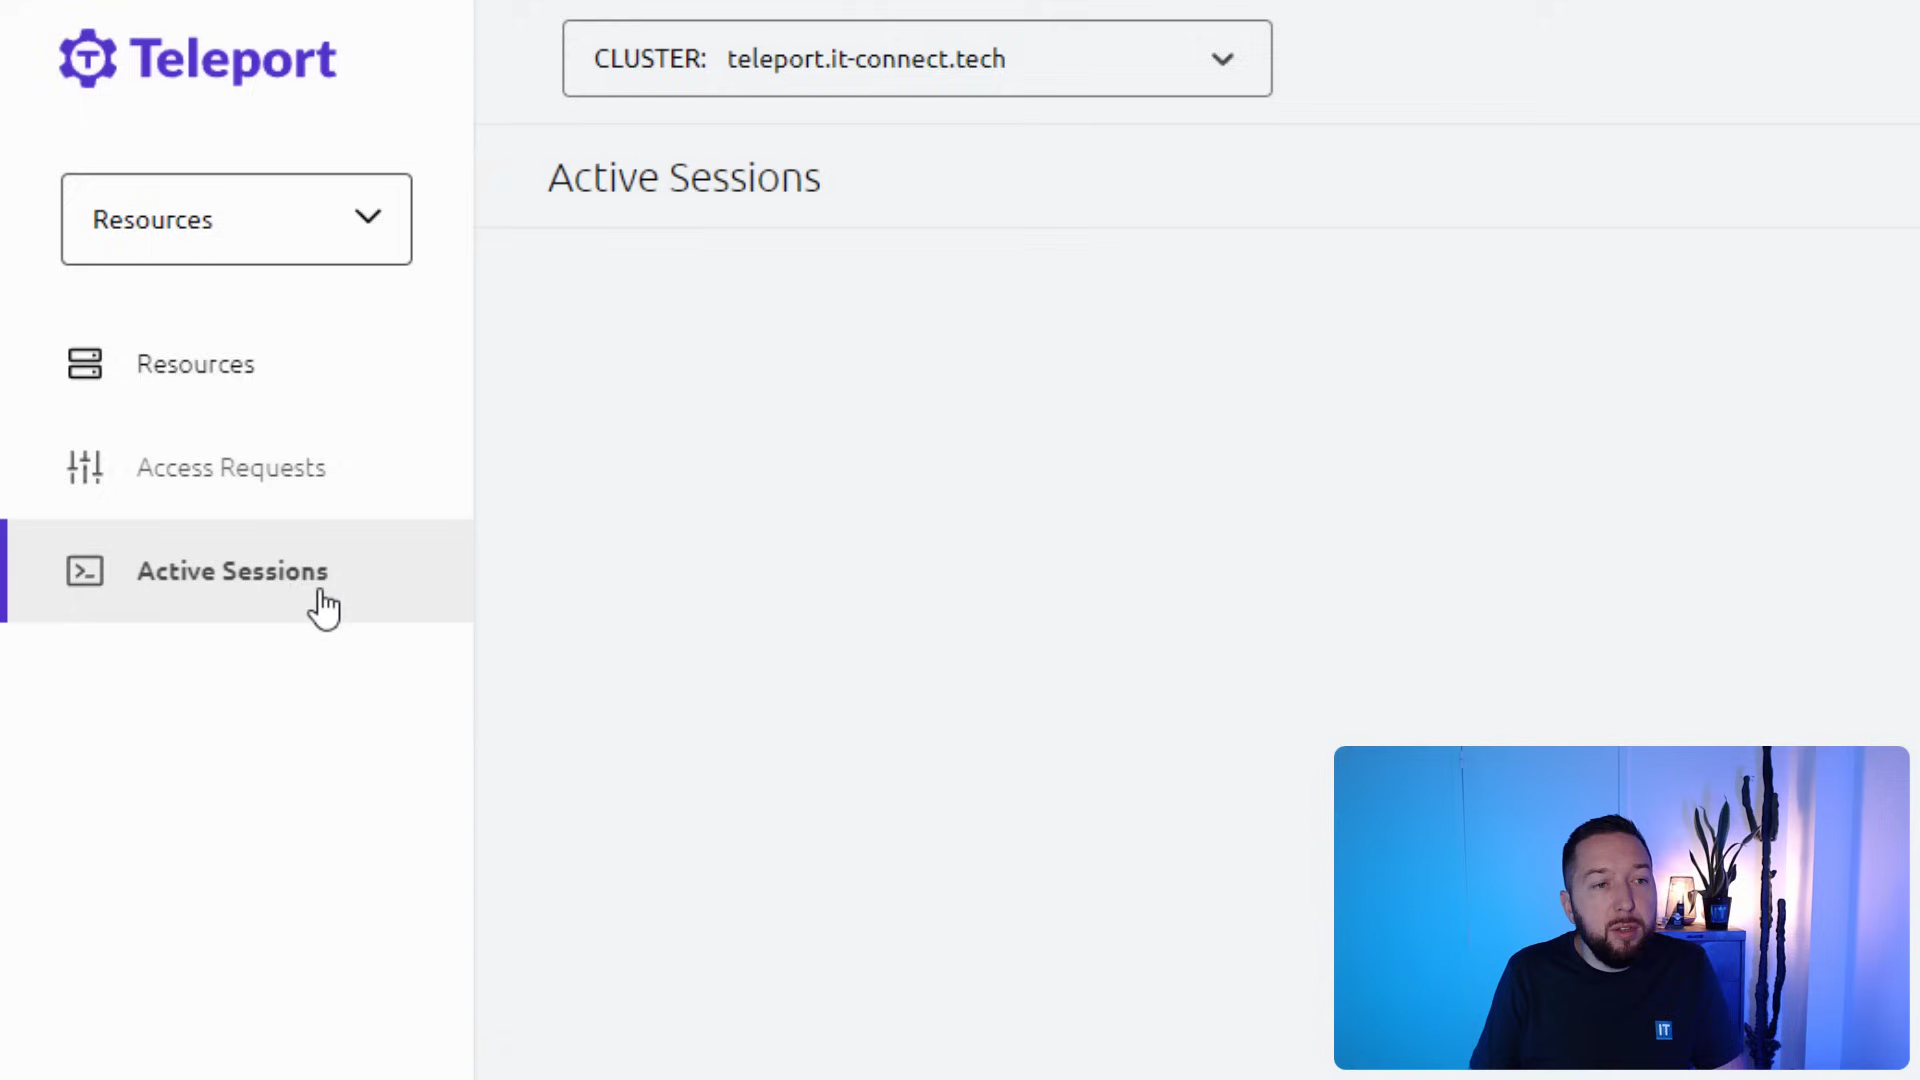 Teleport
CLUSTER: teleport.it-connect.tech
Active Sessions
Resources
Resources
Access Requests
Active Sessions
IT